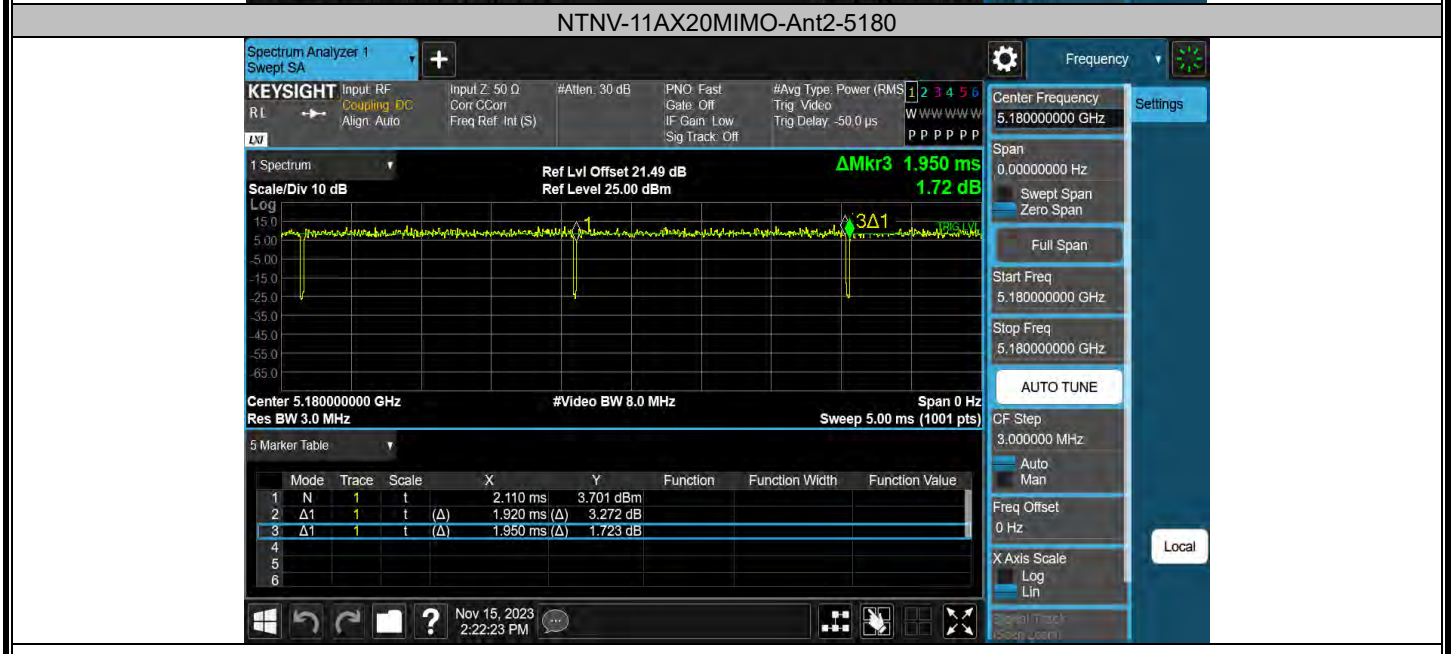 NTNV-11AX20MIMO-Ant2-5180
Spectrum Analyzer 1
Swept SA
Frequency
KEYSIGHT
RL
LXI
Input: RF
Coupling: DC
Align: Auto
Input Z: 50 Ω
Corr CCorr
Freq Ref: Int (S)
#Atten: 30 dB
PNO: Fast
Gate: Off
IF Gain: Low
Sig Track: Off
#Avg Type: Power (RMS
Trig: Video
Trig Delay: -50.0 µs
1 2 3 4 5 6
W W W W W W
P P P P P P
1 Spectrum
Scale/Div 10 dB
Log
Ref Lvl Offset 21.49 dB
Ref Level 25.00 dBm
ΔMkr3 1.950 ms
1.72 dB
15.0
5.00
-5.00
-15.0
-25.0
-35.0
-45.0
-55.0
-65.0
1
3Δ1
TRIG LVL
Center 5.180000000 GHz
Res BW 3.0 MHz
#Video BW 8.0 MHz
Span 0 Hz
Sweep 5.00 ms (1001 pts)
5 Marker Table
Mode Trace Scale X Y Function Function Width Function Value
1 N 1 t 2.110 ms 3.701 dBm
2 Δ1 1 t (Δ) 1.920 ms (Δ) 3.272 dB
3 Δ1 1 t (Δ) 1.950 ms (Δ) 1.723 dB
4
5
6
Nov 15, 2023
2:22:23 PM
Center Frequency
5.180000000 GHz
Settings
Span
0.00000000 Hz
Swept Span
Zero Span
Full Span
Start Freq
5.180000000 GHz
Stop Freq
5.180000000 GHz
AUTO TUNE
CF Step
3.000000 MHz
Auto
Man
Freq Offset
0 Hz
X Axis Scale
Log
Lin
Signal Track
(Span Zoom)
Local